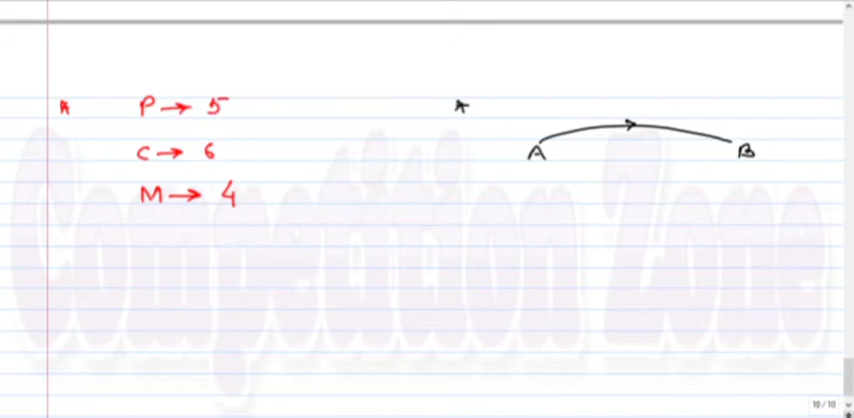 * P → 5
C → 6
M → 4
*
A B
Competition Zone
10 / 10